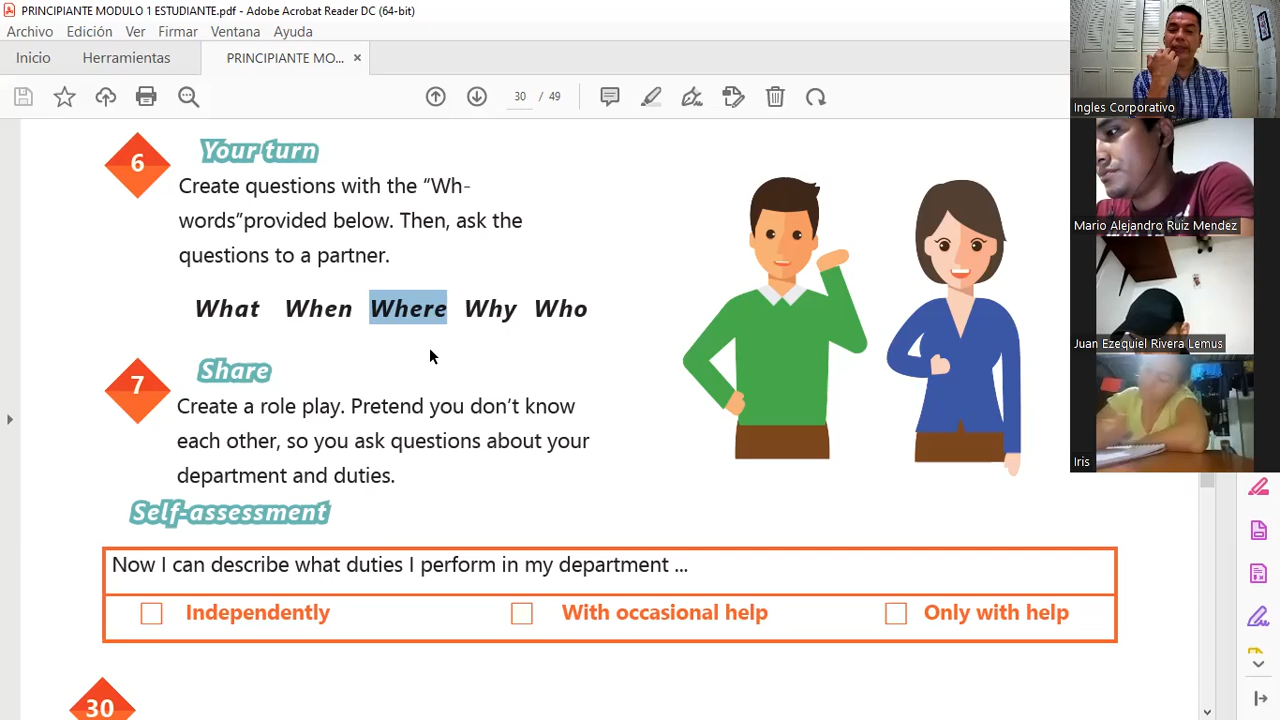 PRINCIPIANTE MODULO 1 ESTUDIANTE.pdf - Adobe Acrobat Reader DC (64-bit)
Archivo Edición Ver Firmar Ventana Ayuda
Inicio Herramientas PRINCIPIANTE MO... ×
30 / 49
6 Your turn
Create questions with the “Wh-
words”provided below. Then, ask the
questions to a partner.
What When Where Why Who
7 Share
Create a role play. Pretend you don’t know
each other, so you ask questions about your
department and duties.
Self-assessment
Now I can describe what duties I perform in my department ...
Independently With occasional help Only with help
30
Ingles Corporativo
Mario Alejandro Ruiz Mendez
Juan Ezequiel Rivera Lemus
Iris